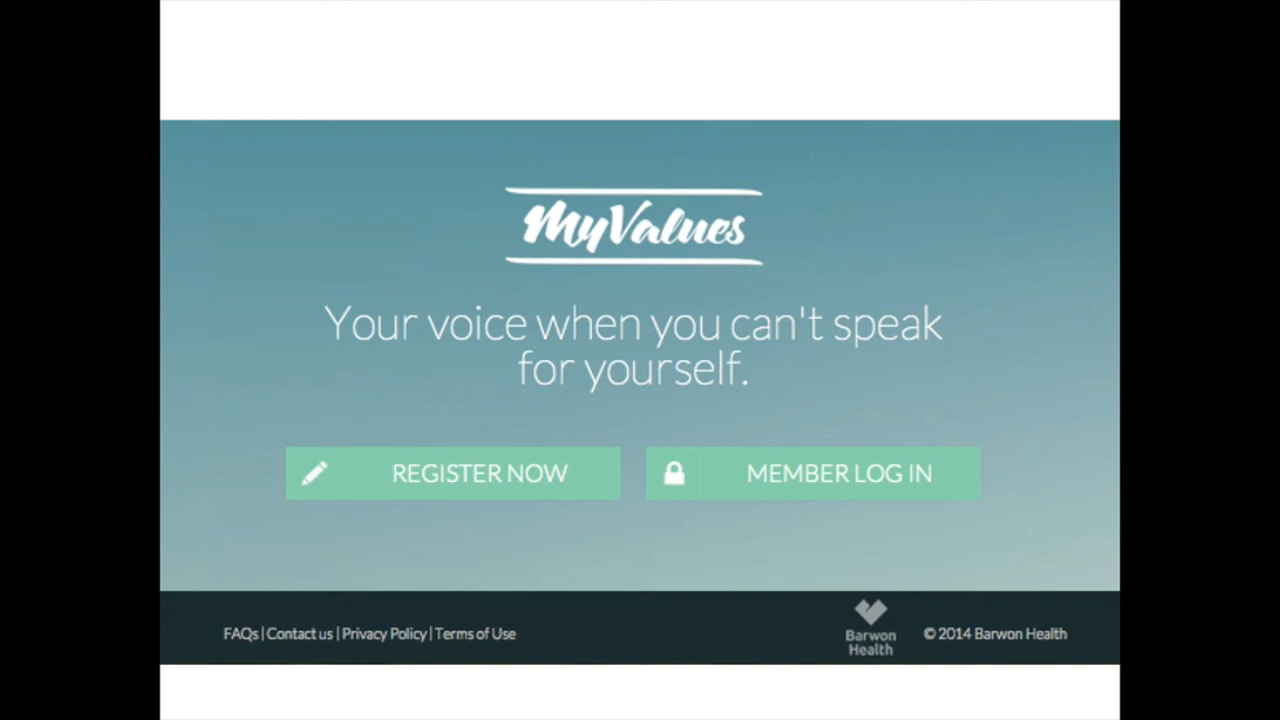 MyValues
Your voice when you can't speak
for yourself.
REGISTER NOW
MEMBER LOG IN
FAQs | Contact us | Privacy Policy | Terms of Use
Barwon
Health
© 2014 Barwon Health